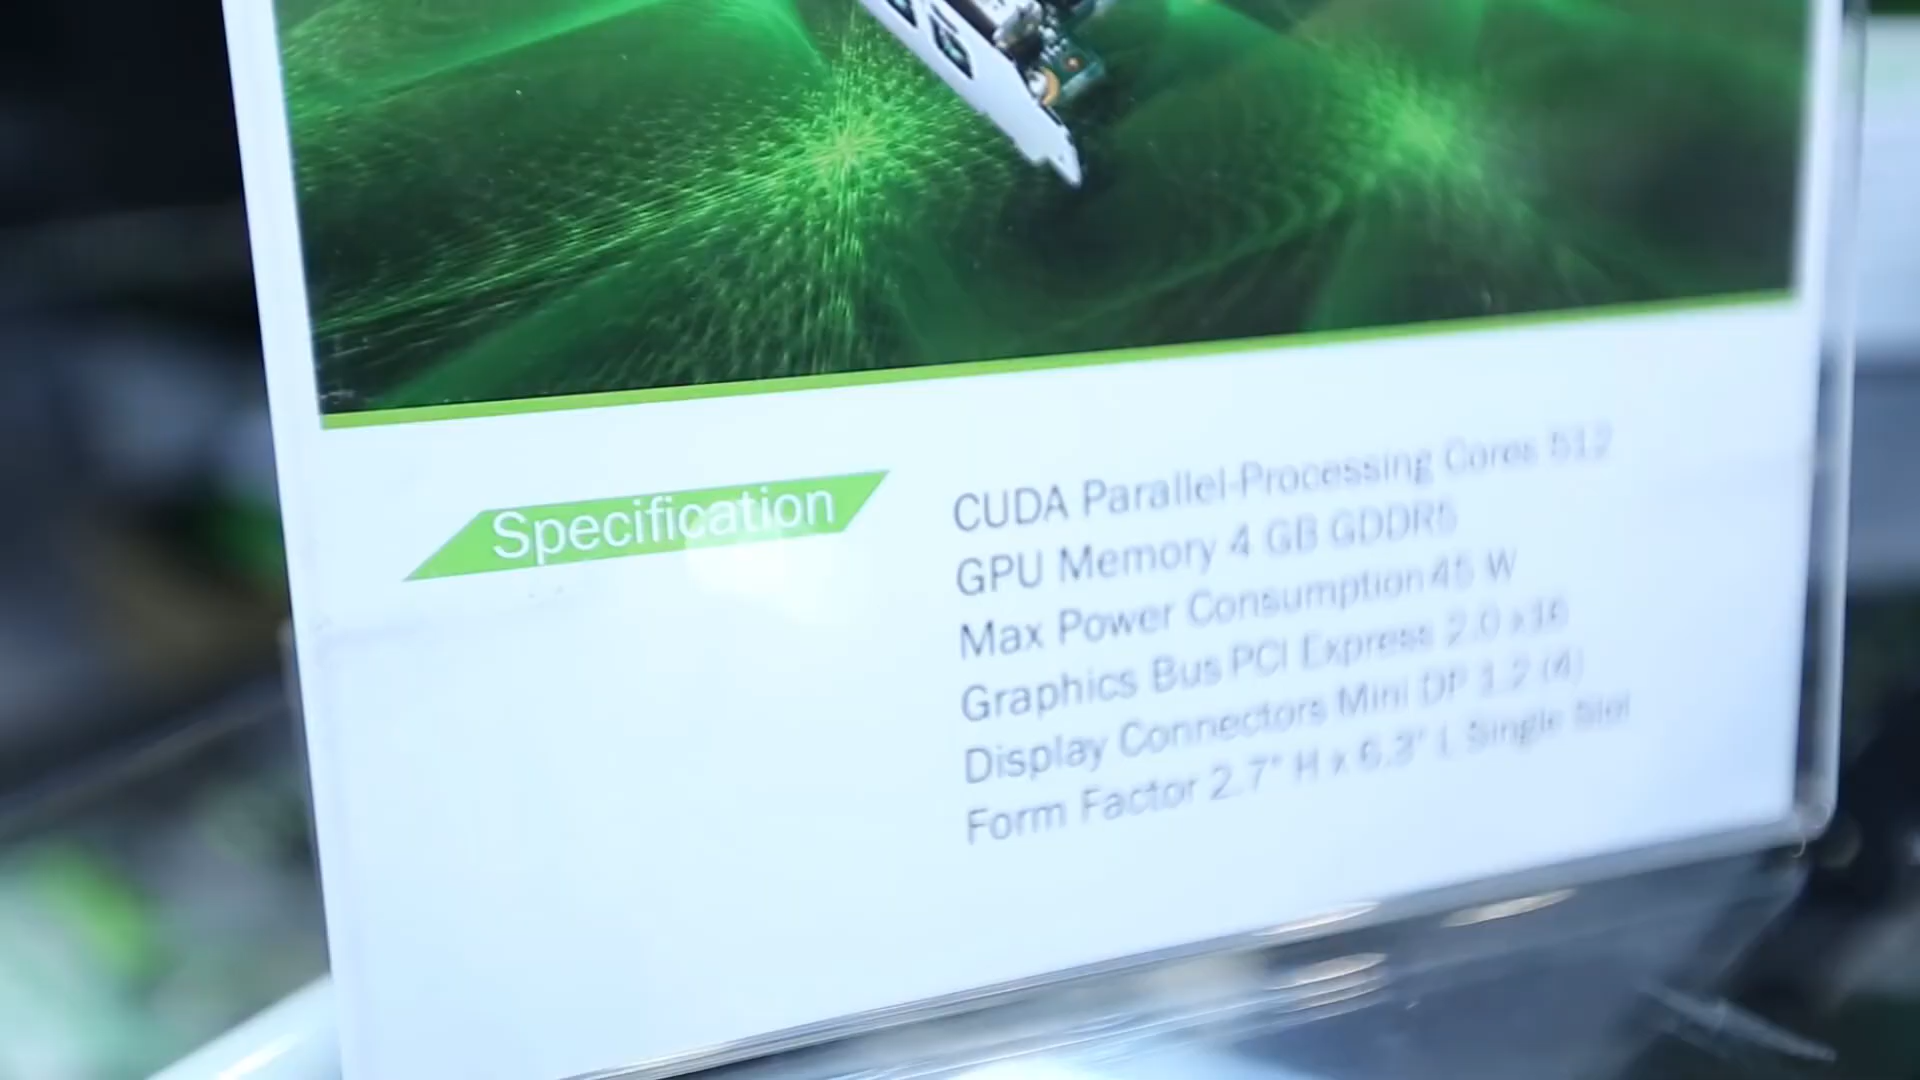 Specification
CUDA Parallel-Processing Cores 512
GPU Memory 4 GB GDDR5
Max Power Consumption 45 W
Graphics Bus PCI Express 2.0 x16
Display Connectors Mini DP 1.2 (4)
Form Factor 2.7" H x 6.3" L Single Slot